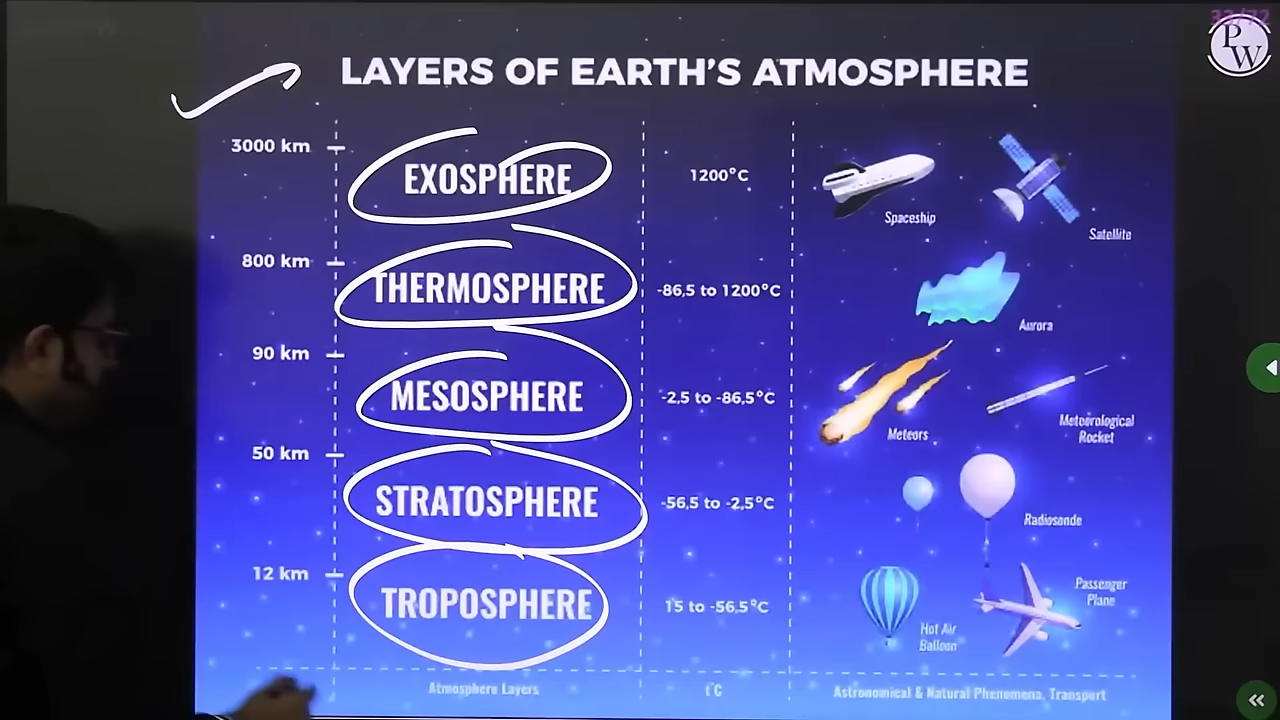 33/72
PW
LAYERS OF EARTH'S ATMOSPHERE
3000 km
EXOSPHERE
1200°C
Spaceship
Satellite
800 km
THERMOSPHERE
-86,5 to 1200°C
Aurora
90 km
MESOSPHERE
-2,5 to -86,5°C
Meteors
Meteorological
Rocket
50 km
STRATOSPHERE
-56,5 to -2,5°C
Radiosonde
12 km
TROPOSPHERE
15 to -56,5°C
Hot Air
Balloon
Passenger
Plane
Atmosphere Layers
t°C
Astronomical & Natural Phenomena, Transport